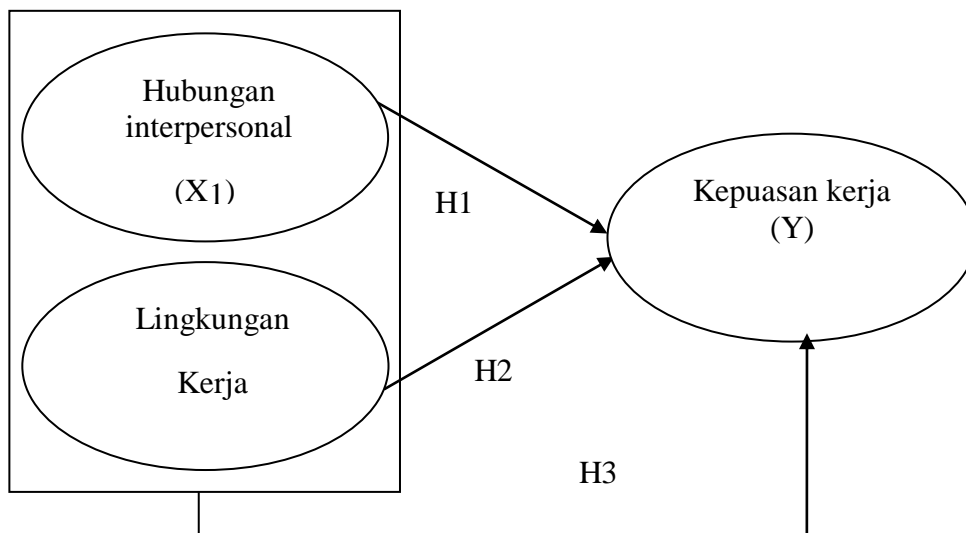 Hubungan
interpersonal
(X1)
H1
Kepuasan kerja
(Y)
Lingkungan
Kerja
H2
H3